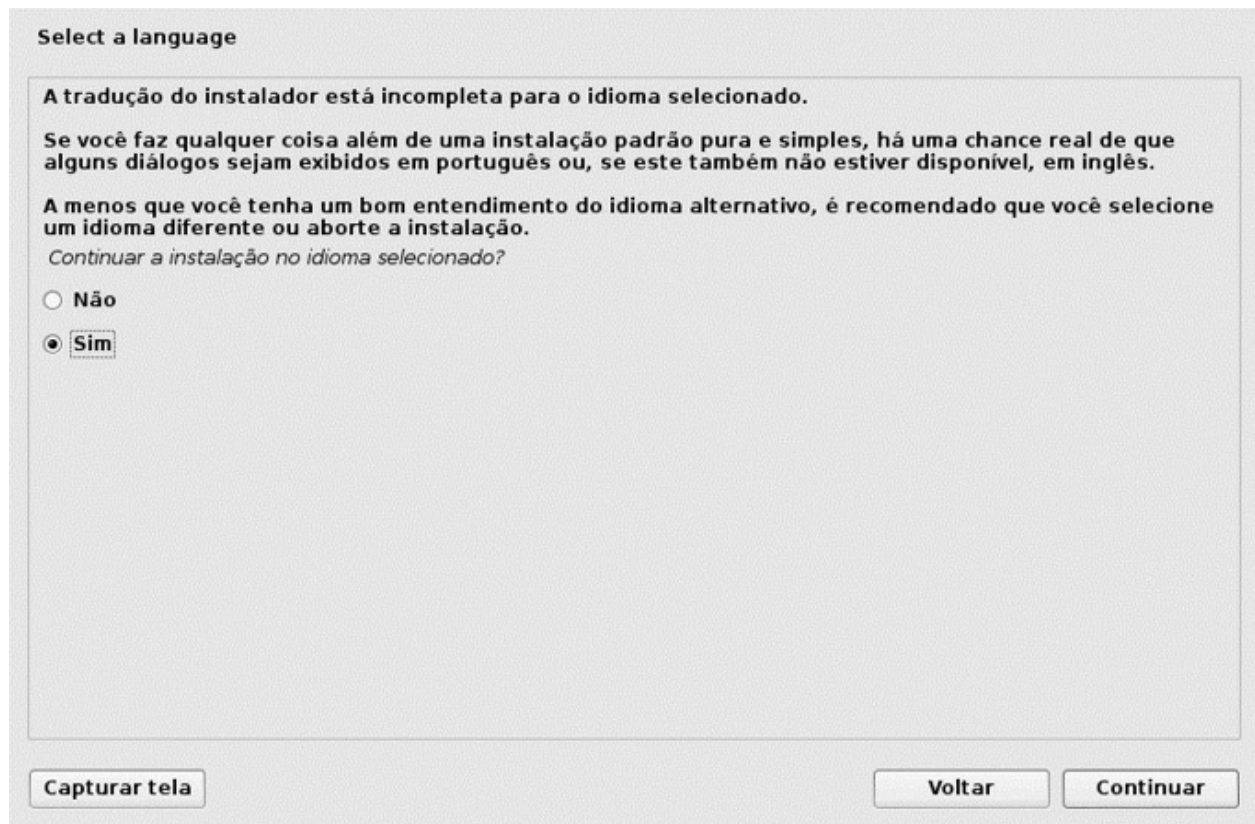 Select a language
A tradução do instalador está incompleta para o idioma selecionado.
Se você faz qualquer coisa além de uma instalação padrão pura e simples, há uma chance real de que
alguns diálogos sejam exibidos em português ou, se este também não estiver disponível, em inglês.
A menos que você tenha um bom entendimento do idioma alternativo, é recomendado que você selecione
um idioma diferente ou aborte a instalação.
Continuar a instalação no idioma selecionado?
Não
Sim
Capturar tela
Voltar
Continuar